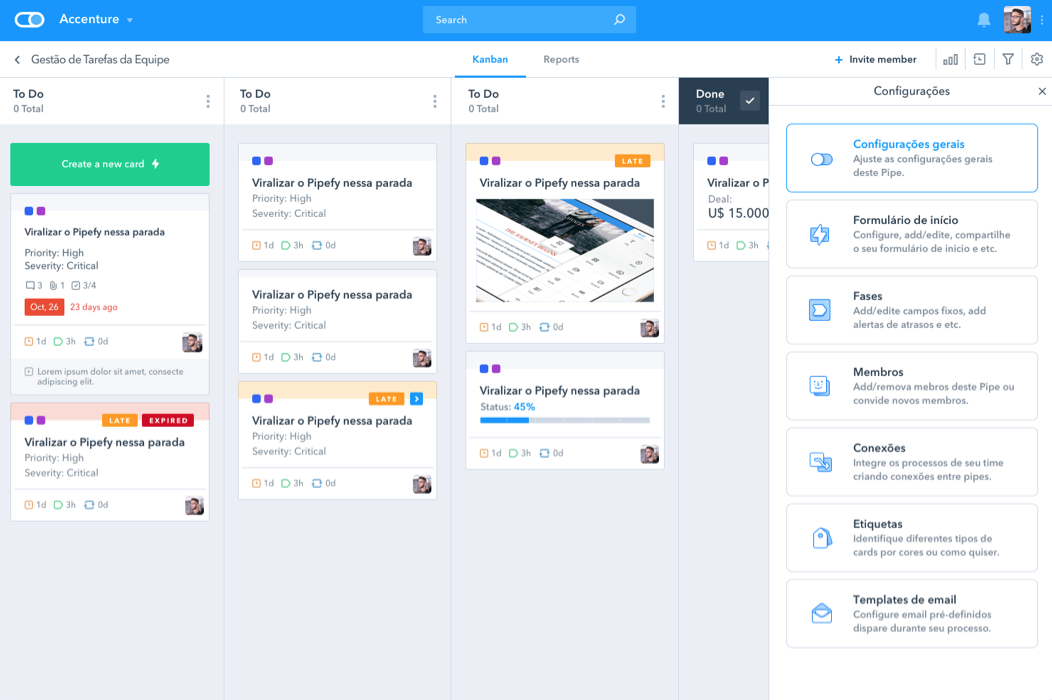 Accenture
Search
Gestão de Tarefas da Equipe
Kanban
Reports
+ Invite member
To Do
0 Total
Create a new card
Viralizar o Pipefy nessa parada
Priority: High
Severity: Critical
3 1 3/4
Oct, 26 23 days ago
1d 3h 0d
Lorem ipsum dolor sit amet, consecte
adipiscing elit.
LATE EXPIRED
Viralizar o Pipefy nessa parada
Priority: High
Severity: Critical
1d 3h 0d
To Do
0 Total
Viralizar o Pipefy nessa parada
Priority: High
Severity: Critical
1d 3h 0d
Viralizar o Pipefy nessa parada
Priority: High
Severity: Critical
1d 3h 0d
LATE
Viralizar o Pipefy nessa parada
Priority: High
Severity: Critical
1d 3h 0d
To Do
0 Total
LATE
Viralizar o Pipefy nessa parada
THE JOURNEY BEGINS
1d 3h 0d
Viralizar o Pipefy nessa parada
Status: 45%
1d 3h 0d
Done
0 Total
Viralizar o P
Deal:
U$ 15.000
1d 3h
Configurações
Configurações gerais
Ajuste as configurações gerais
deste Pipe.
Formulário de início
Configure, add/edite, compartilhe
o seu formulário de inicio e etc.
Fases
Add/edite campos fixos, add
alertas de atrasos e etc.
Membros
Add/remova mebros deste Pipe ou
convide novos membros.
Conexões
Integre os processos de seu time
criando conexões entre pipes.
Etiquetas
Identifique diferentes tipos de
cards por cores ou como quiser.
Templates de email
Configure email pré-definidos
dispare durante seu processo.